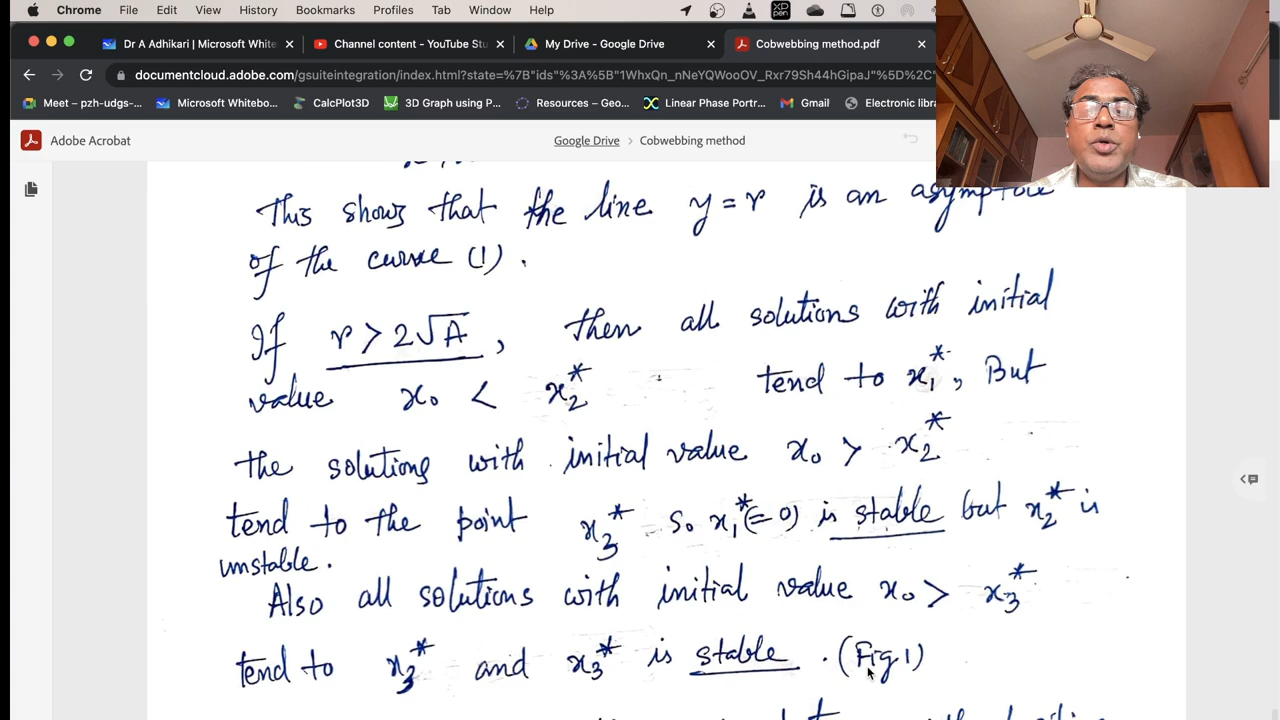 Chrome File Edit View History Bookmarks Profiles Tab Window Help
Dr A Adhikari | Microsoft White Channel content - YouTube Stu My Drive - Google Drive Cobwebbing method.pdf
documentcloud.adobe.com/gsuiteintegration/index.html?state=%7B"ids"%3A%5B"1WhxQn_nNeYQWooOV_Rxr79Sh44hGipaJ"%5D%2C"
Meet – pzh-udgs-... Microsoft Whitebo... CalcPlot3D 3D Graph using P... Resources – Geo... Linear Phase Portr... Gmail Electronic libra
Adobe Acrobat Google Drive > Cobwebbing method
This shows that the line y = r is an asymptote
of the curve (1).
If r > 2√A, then all solutions with initial
value x₀ < x₂* tend to x₁*, But
the solutions with initial value x₀ > x₂*
tend to the point x₃* So x₁*(=0) is stable but x₂* is
unstable.
Also all solutions with initial value x₀ > x₃*
tend to x₃* and x₃* is stable. (Fig 1)